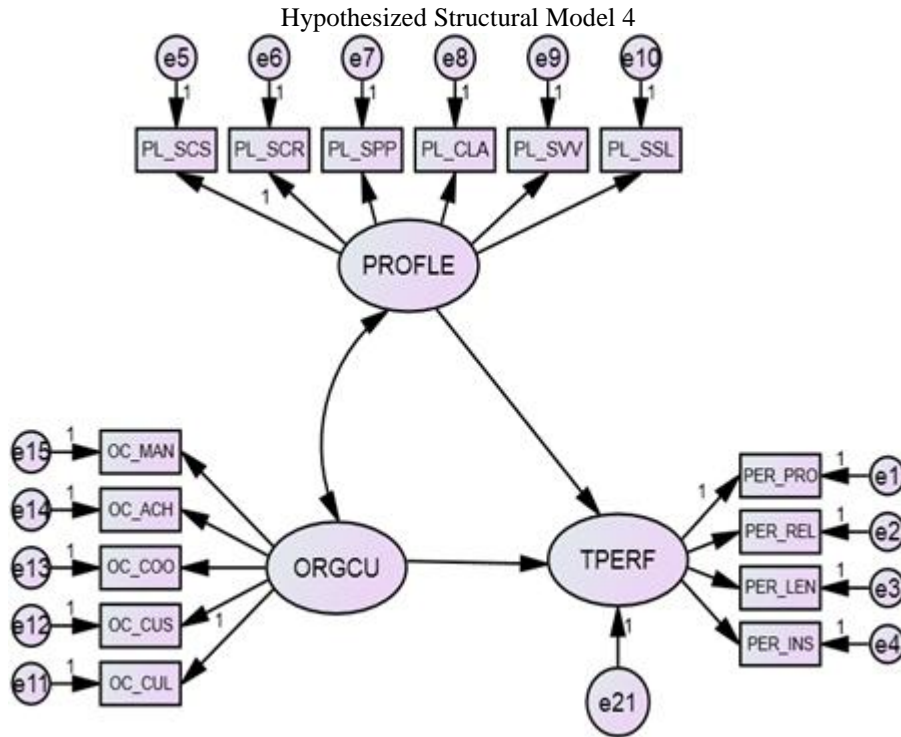 Hypothesized Structural Model 4
e5 e6 e7 e8 e9 e10
1 1 1 1 1 1
PL_SCS PL_SCR PL_SPP PL_CLA PL_SVV PL_SSL
1
PROFLE
e15 1 OC_MAN
e14 1 OC_ACH
e13 1 OC_COO
e12 1 OC_CUS
e11 1 OC_CUL
1
ORGCU
TPERF
1
PER_PRO 1 e1
PER_REL 1 e2
PER_LEN 1 e3
PER_INS 1 e4
1
e21